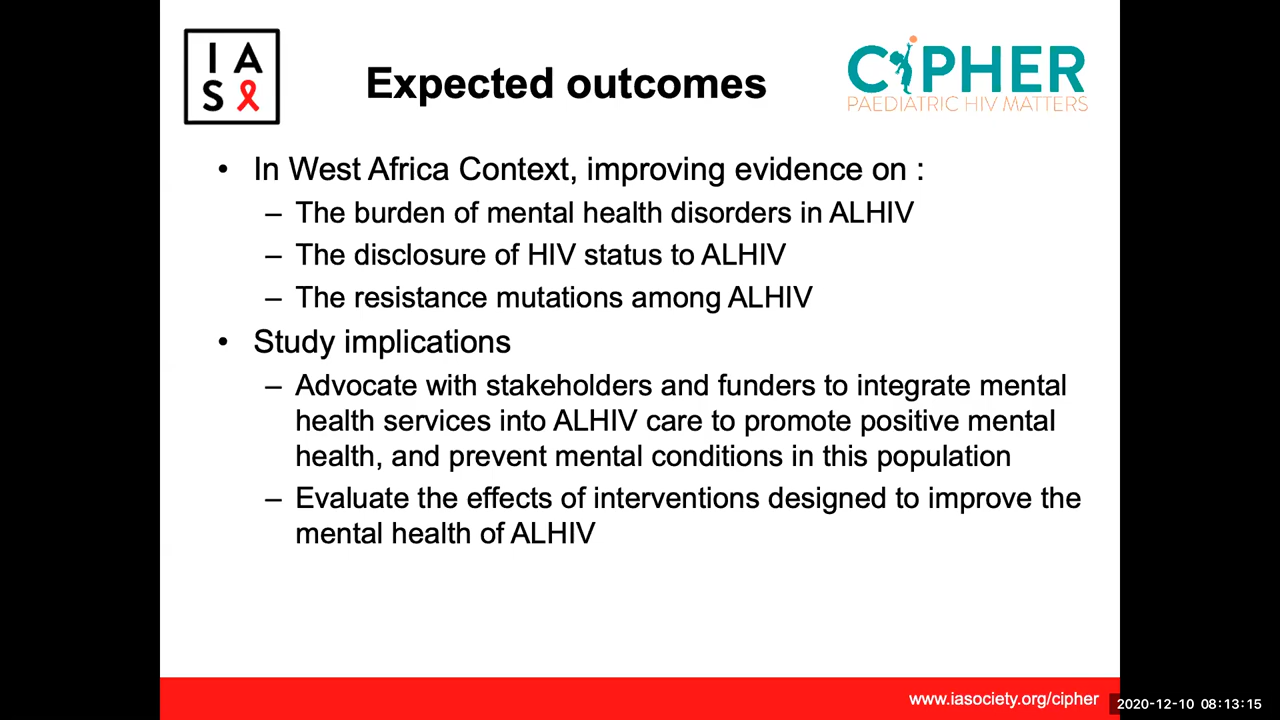 I A
S
Expected outcomes
CIPHER
PAEDIATRIC HIV MATTERS
• In West Africa Context, improving evidence on :
– The burden of mental health disorders in ALHIV
– The disclosure of HIV status to ALHIV
– The resistance mutations among ALHIV
• Study implications
– Advocate with stakeholders and funders to integrate mental
health services into ALHIV care to promote positive mental
health, and prevent mental conditions in this population
– Evaluate the effects of interventions designed to improve the
mental health of ALHIV
www.iasociety.org/cipher
2020-12-10 08:13:15